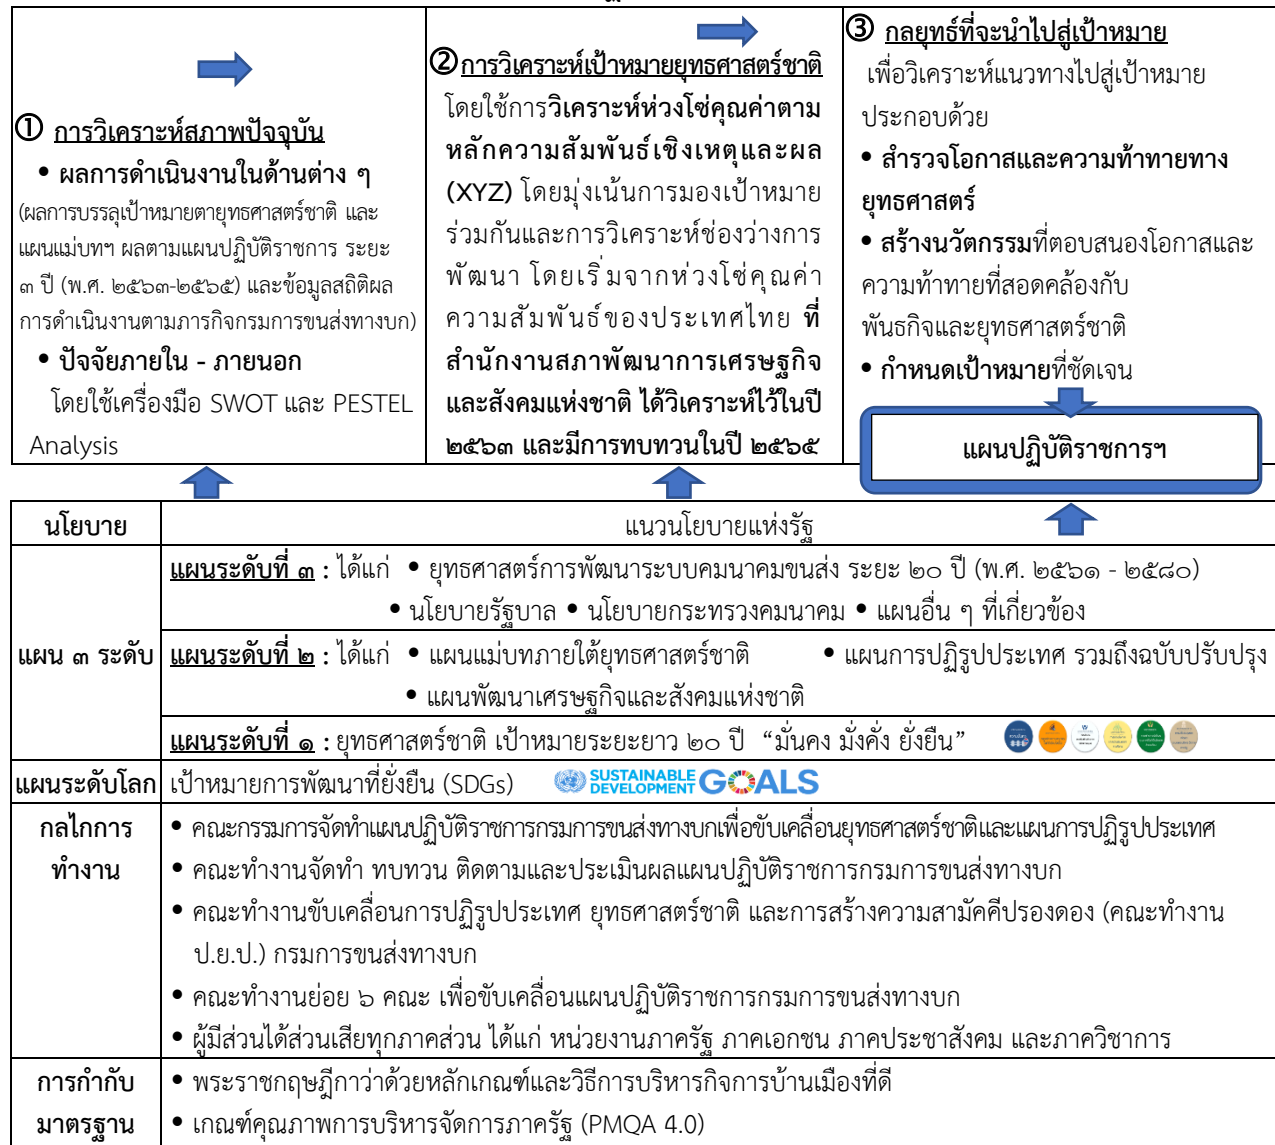 ① การวิเคราะห์สภาพปัจจุบัน
• ผลการดำเนินงานในด้านต่าง ๆ
(ผลการบรรลุเป้าหมายตายุทธศาสตร์ชาติ และ
แผนแม่บทฯ ผลตามแผนปฏิบัติราชการ ระยะ
๓ ปี (พ.ศ. ๒๕๖๓-๒๕๖๕) และข้อมูลสถิติผล
การดำเนินงานตามภารกิจกรมการขนส่งทางบก)
• ปัจจัยภายใน - ภายนอก
โดยใช้เครื่องมือ SWOT และ PESTEL
Analysis
② การวิเคราะห์เป้าหมายยุทธศาสตร์ชาติ
โดยใช้การวิเคราะห์ห่วงโซ่คุณค่าตาม
หลักความสัมพันธ์เชิงเหตุและผล
(XYZ) โดยมุ่งเน้นการมองเป้าหมาย
ร่วมกันและการวิเคราะห์ช่องว่างการ
พัฒนา โดยเริ่มจากห่วงโซ่คุณค่า
ความสัมพันธ์ของประเทศไทย ที่
สำนักงานสภาพัฒนาการเศรษฐกิจ
และสังคมแห่งชาติ ได้วิเคราะห์ไว้ในปี
๒๕๖๓ และมีการทบทวนในปี ๒๕๖๕
③ กลยุทธ์ที่จะนำไปสู่เป้าหมาย
เพื่อวิเคราะห์แนวทางไปสู่เป้าหมาย
ประกอบด้วย
• สำรวจโอกาสและความท้าทายทาง
ยุทธศาสตร์
• สร้างนวัตกรรมที่ตอบสนองโอกาสและ
ความท้าทายที่สอดคล้องกับ
พันธกิจและยุทธศาสตร์ชาติ
• กำหนดเป้าหมายที่ชัดเจน
แผนปฏิบัติราชการฯ
นโยบาย
แนวนโยบายแห่งรัฐ
แผน ๓ ระดับ
แผนระดับที่ ๓ : ได้แก่ • ยุทธศาสตร์การพัฒนาระบบคมนาคมขนส่ง ระยะ ๒๐ ปี (พ.ศ. ๒๕๖๑ - ๒๕๘๐)
• นโยบายรัฐบาล • นโยบายกระทรวงคมนาคม • แผนอื่น ๆ ที่เกี่ยวข้อง
แผนระดับที่ ๒ : ได้แก่ • แผนแม่บทภายใต้ยุทธศาสตร์ชาติ • แผนการปฏิรูปประเทศ รวมถึงฉบับปรับปรุง
• แผนพัฒนาเศรษฐกิจและสังคมแห่งชาติ
แผนระดับที่ ๑ : ยุทธศาสตร์ชาติ เป้าหมายระยะยาว ๒๐ ปี “มั่นคง มั่งคั่ง ยั่งยืน”
แผนระดับโลก
เป้าหมายการพัฒนาที่ยั่งยืน (SDGs) SUSTAINABLE DEVELOPMENT GOALS
กลไกการ
ทำงาน
• คณะกรรมการจัดทำแผนปฏิบัติราชการกรมการขนส่งทางบกเพื่อขับเคลื่อนยุทธศาสตร์ชาติและแผนการปฏิรูปประเทศ
• คณะทำงานจัดทำ ทบทวน ติดตามและประเมินผลแผนปฏิบัติราชการกรมการขนส่งทางบก
• คณะทำงานขับเคลื่อนการปฏิรูปประเทศ ยุทธศาสตร์ชาติ และการสร้างความสามัคคีปรองดอง (คณะทำงาน
ป.ย.ป.) กรมการขนส่งทางบก
• คณะทำงานย่อย ๖ คณะ เพื่อขับเคลื่อนแผนปฏิบัติราชการกรมการขนส่งทางบก
• ผู้มีส่วนได้ส่วนเสียทุกภาคส่วน ได้แก่ หน่วยงานภาครัฐ ภาคเอกชน ภาคประชาสังคม และภาควิชาการ
การกำกับ
มาตรฐาน
• พระราชกฤษฎีกาว่าด้วยหลักเกณฑ์และวิธีการบริหารกิจการบ้านเมืองที่ดี
• เกณฑ์คุณภาพการบริหารจัดการภาครัฐ (PMQA 4.0)